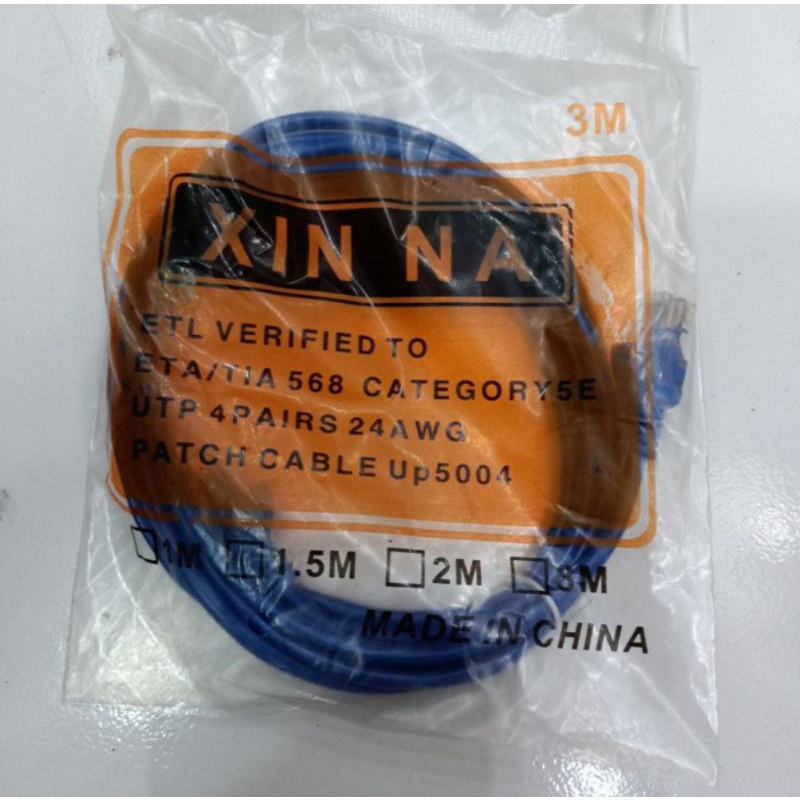 3M
XIN NA
ETL VERIFIED TO
ETA/TIA 568 CATEGORY5E
UTP 4PAIRS 24AWG
PATCH CABLE Up5004
1M 1.5M 2M 3M
MADE IN CHINA